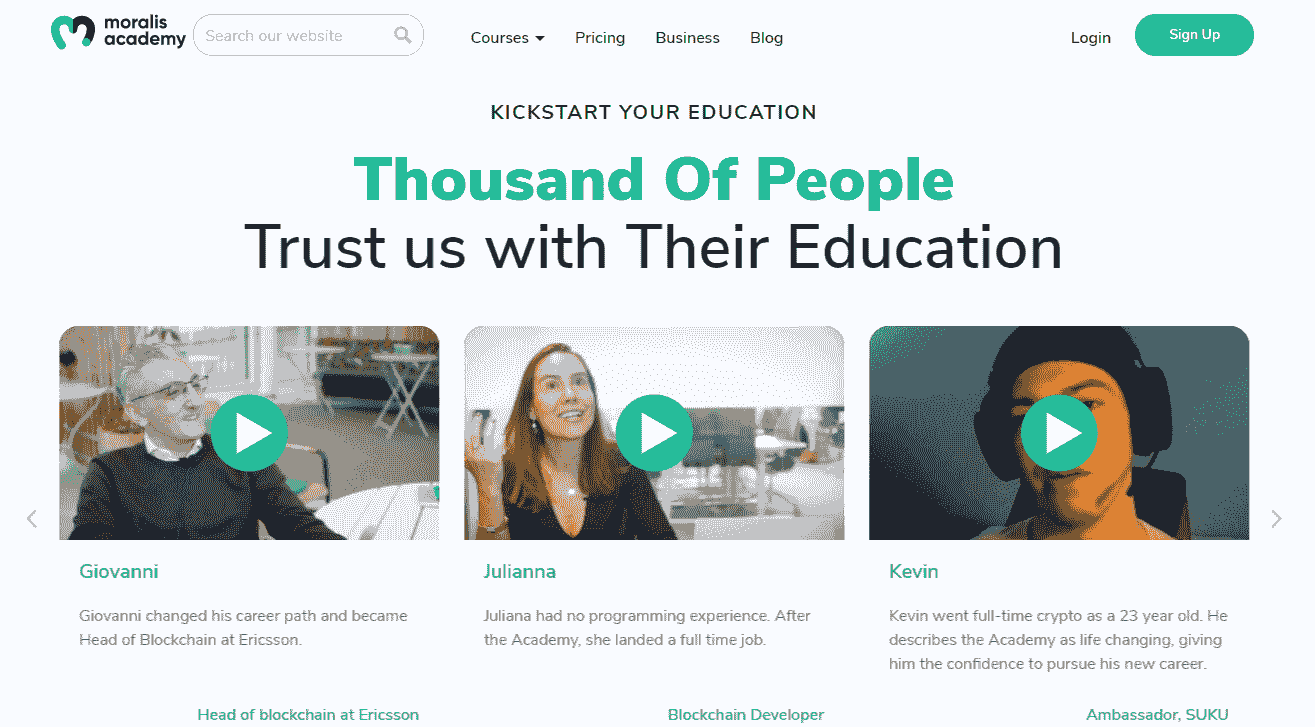 moralis
academy
Search our website
Courses
Pricing
Business
Blog
Login
Sign Up
KICKSTART YOUR EDUCATION
Thousand Of People
Trust us with Their Education
Giovanni
Giovanni changed his career path and became
Head of Blockchain at Ericsson.
Head of blockchain at Ericsson
Julianna
Juliana had no programming experience. After
the Academy, she landed a full time job.
Blockchain Developer
Kevin
Kevin went full-time crypto as a 23 year old. He
describes the Academy as life changing, giving
him the confidence to pursue his new career.
Ambassador, SUKU